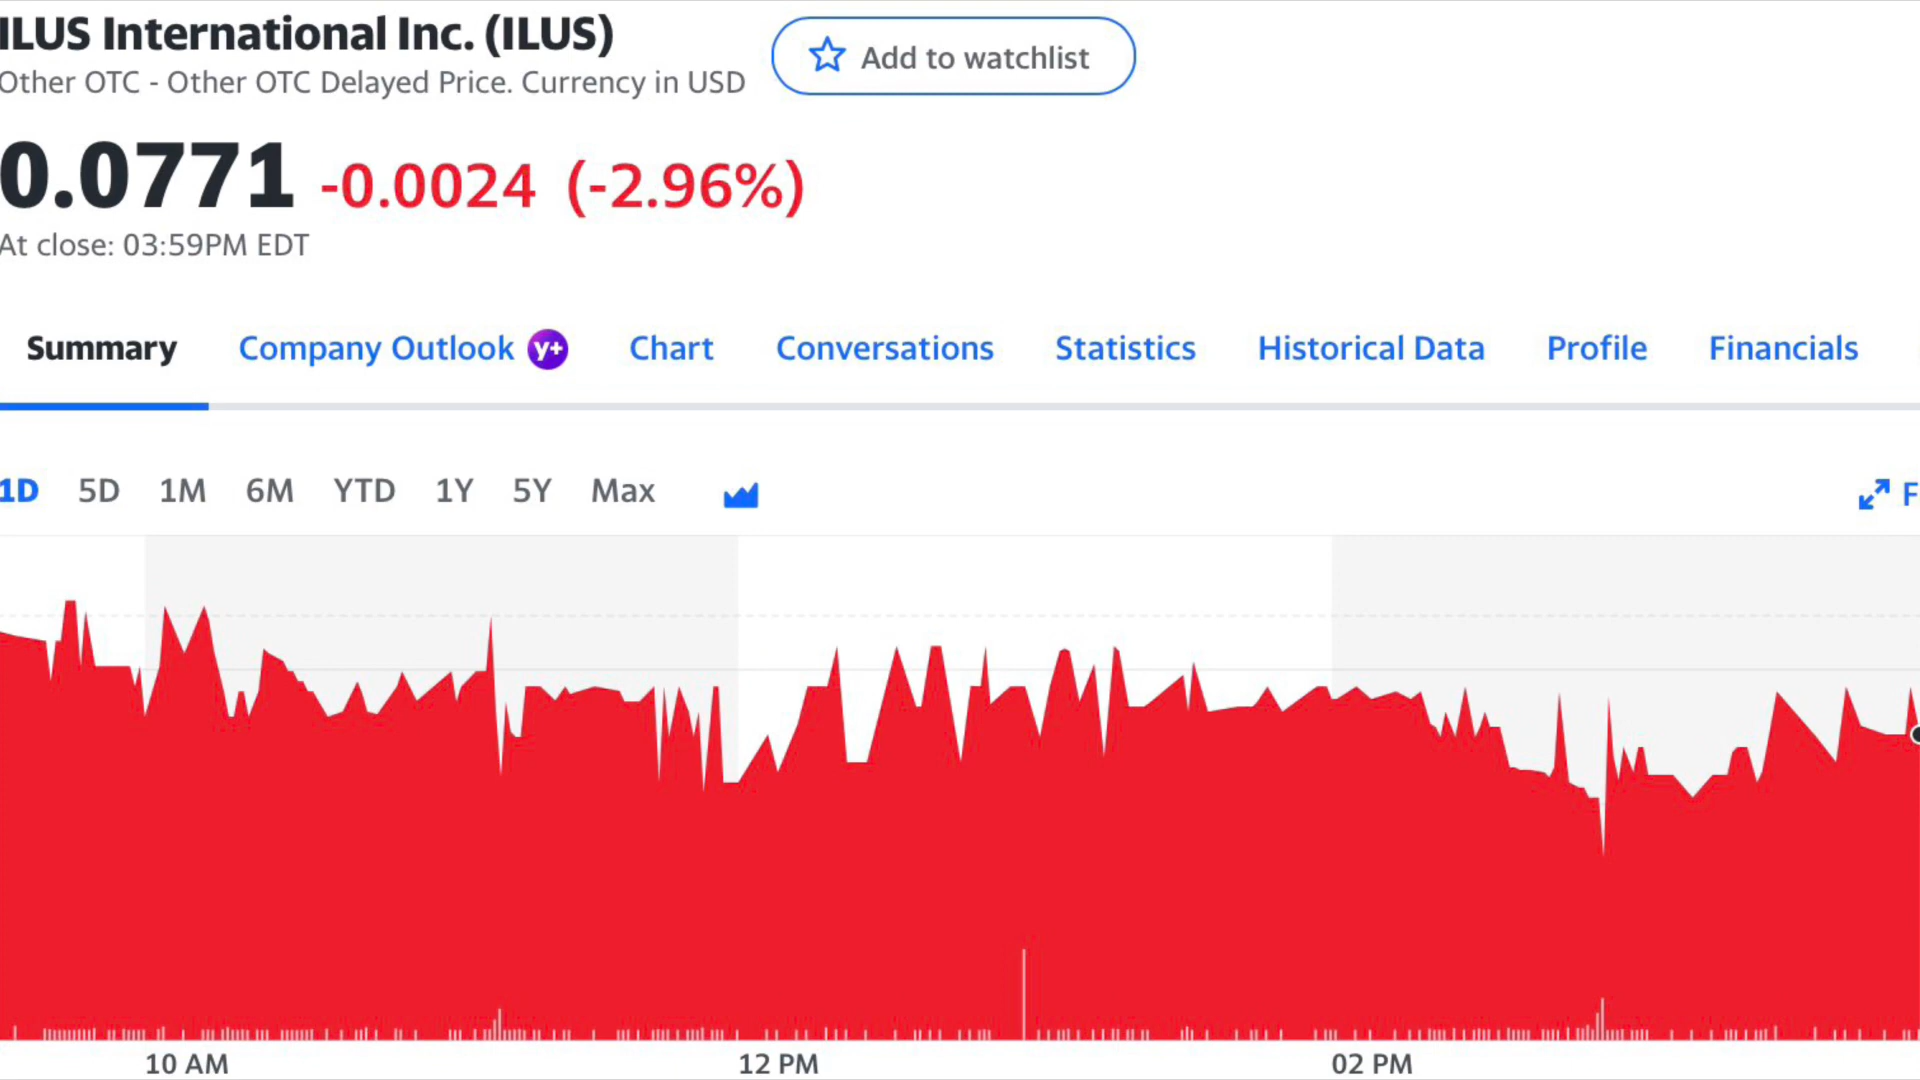 ILUS International Inc. (ILUS)
Other OTC - Other OTC Delayed Price. Currency in USD
Add to watchlist
0.0771 -0.0024 (-2.96%)
At close: 03:59PM EDT
Summary Company Outlook y+ Chart Conversations Statistics Historical Data Profile Financials
1D 5D 1M 6M YTD 1Y 5Y Max F
10 AM 12 PM 02 PM